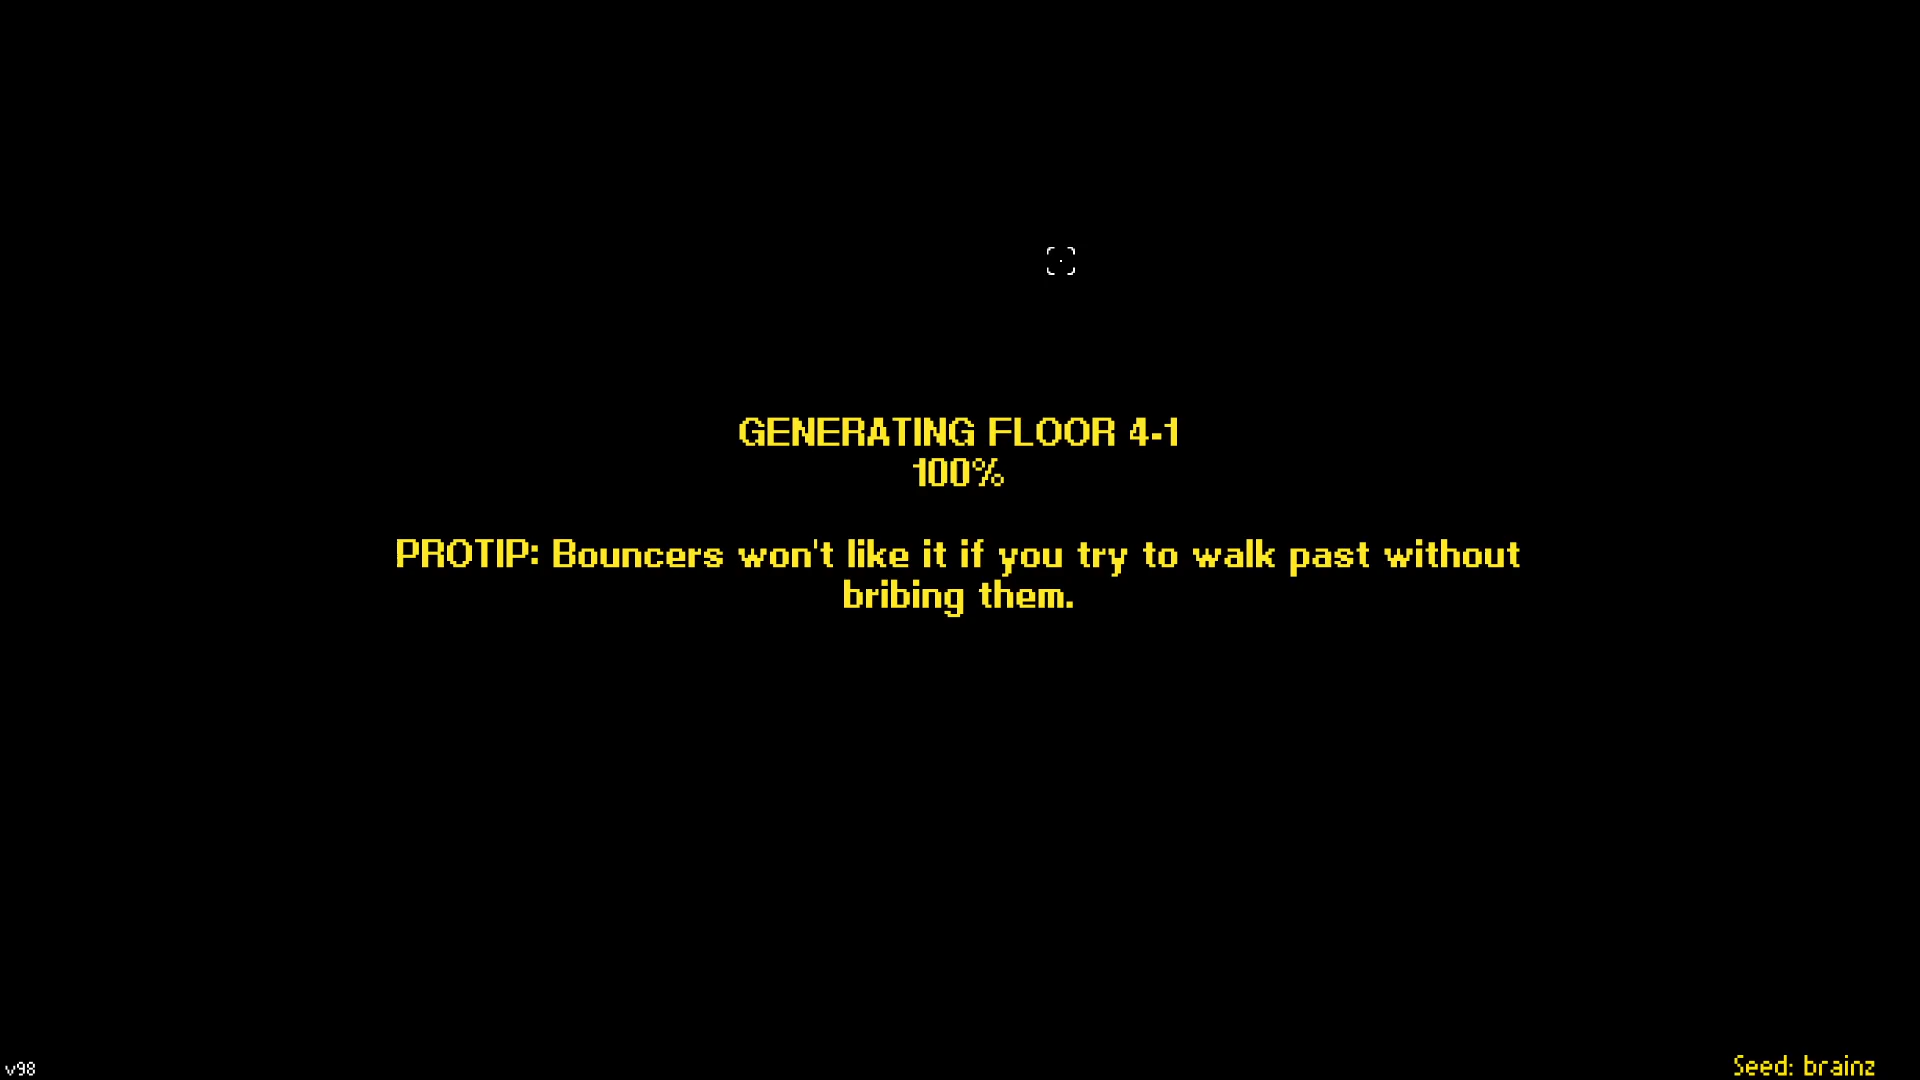 GENERATING FLOOR 4-1
100%
PROTIP: Bouncers won't like it if you try to walk past without
bribing them.
v98
Seed: brainz